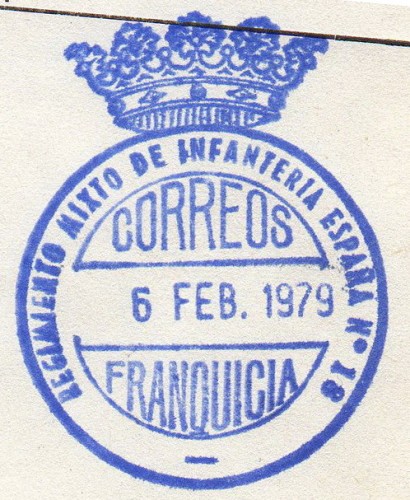 REGIMIENTO MIXTO DE INFANTERIA ESPAÑA Nº 18
CORREOS
6 FEB. 1979
FRANQUICIA